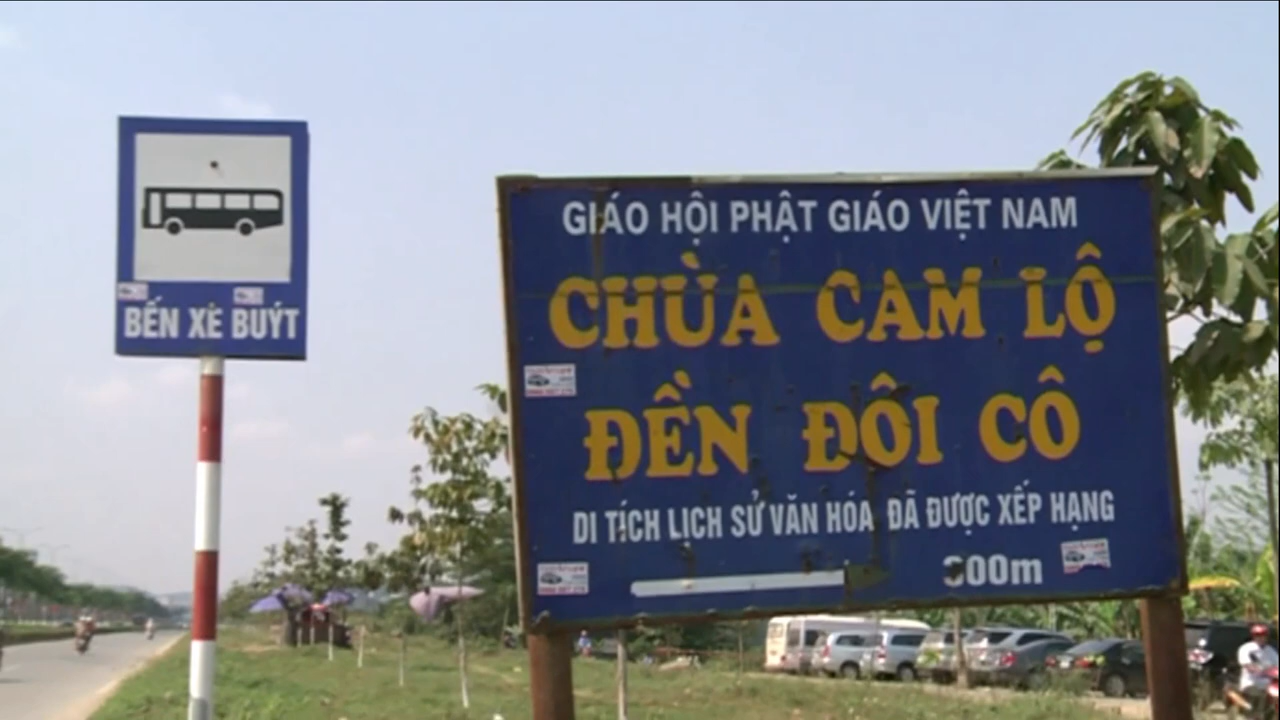 BẾN XE BUÝT
GIÁO HỘI PHẬT GIÁO VIỆT NAM
CHÙA CAM LỘ
ĐỀN ĐÔI CÔ
DI TÍCH LỊCH SỬ VĂN HÓA ĐÃ ĐƯỢC XẾP HẠNG